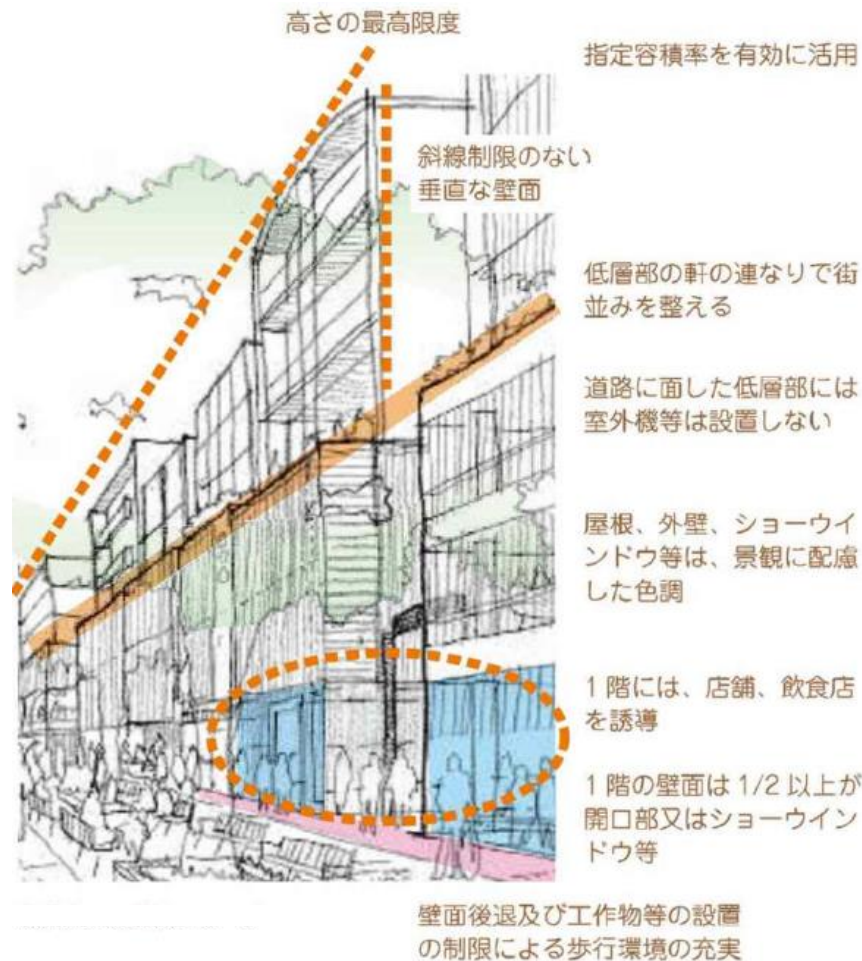 高さの最高限度
指定容積率を有効に活用
斜線制限のない
垂直な壁面
低層部の軒の連なりで街
並みを整える
道路に面した低層部には
室外機等は設置しない
屋根、外壁、ショーウイ
ンドウ等は、景観に配慮
した色調
1階には、店舗、飲食店
を誘導
1階の壁面は1/2以上が
開口部又はショーウイン
ドウ等
壁面後退及び工作物等の設置
の制限による歩行環境の充実